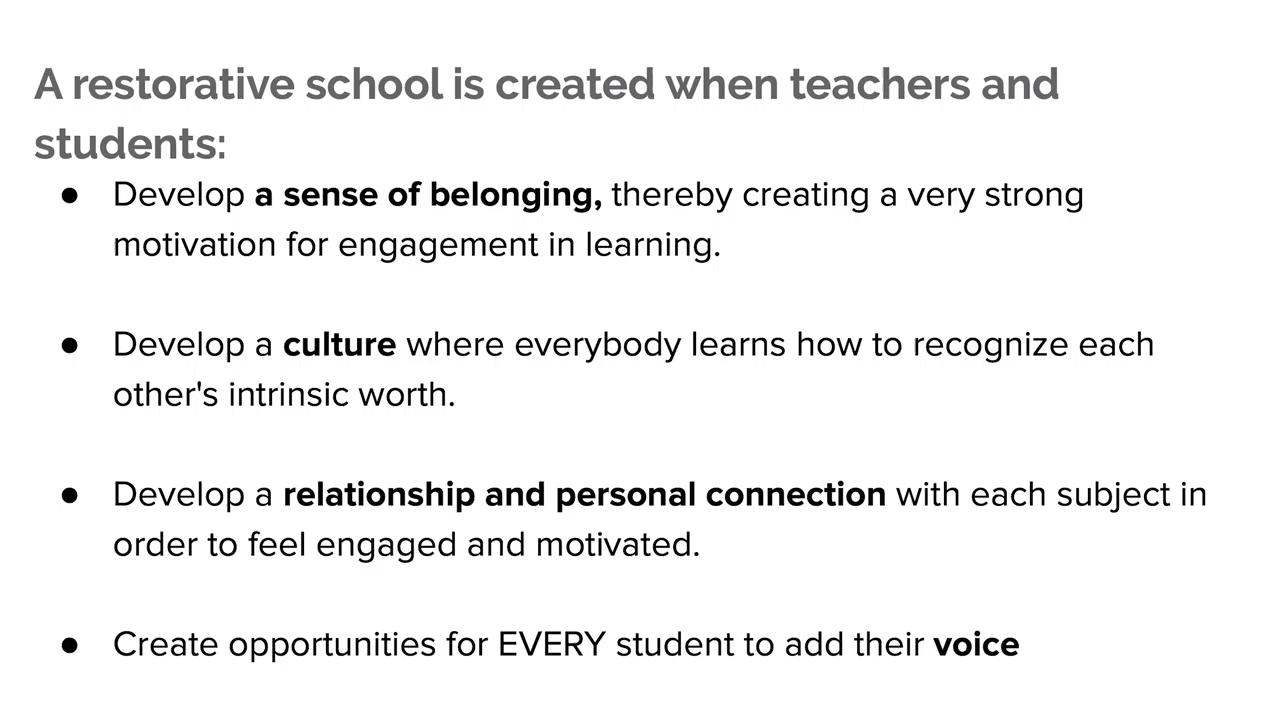 A restorative school is created when teachers and
students:
● Develop a sense of belonging, thereby creating a very strong
motivation for engagement in learning.
● Develop a culture where everybody learns how to recognize each
other's intrinsic worth.
● Develop a relationship and personal connection with each subject in
order to feel engaged and motivated.
● Create opportunities for EVERY student to add their voice